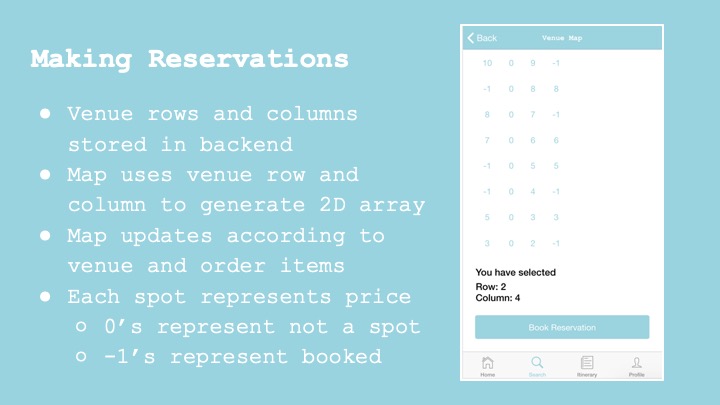 Making Reservations
● Venue rows and columns
stored in backend
● Map uses venue row and
column to generate 2D array
● Map updates according to
venue and order items
● Each spot represents price
○ 0’s represent not a spot
○ -1’s represent booked
Back Venue Map
10 0 9 -1
-1 0 8 8
8 0 7 -1
7 0 6 6
-1 0 5 5
-1 0 4 -1
5 0 3 3
3 0 2 -1
You have selected
Row: 2
Column: 4
Book Reservation
Home Search Itinerary Profile